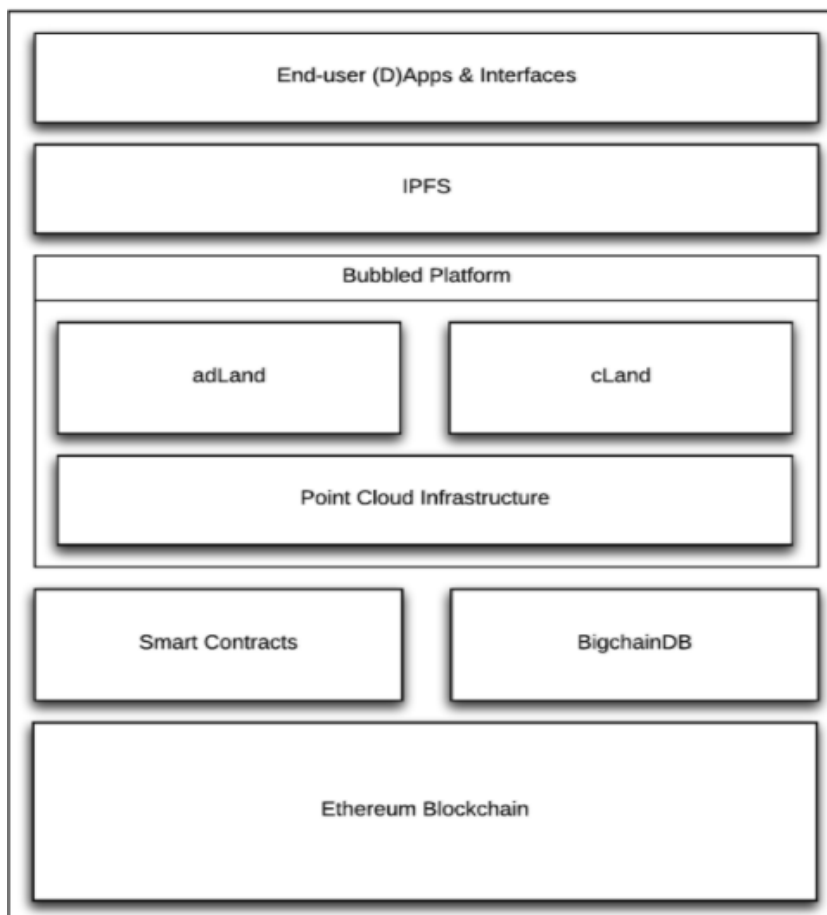 End-user (D)Apps & Interfaces
IPFS
Bubbled Platform
adLand
cLand
Point Cloud Infrastructure
Smart Contracts
BigchainDB
Ethereum Blockchain